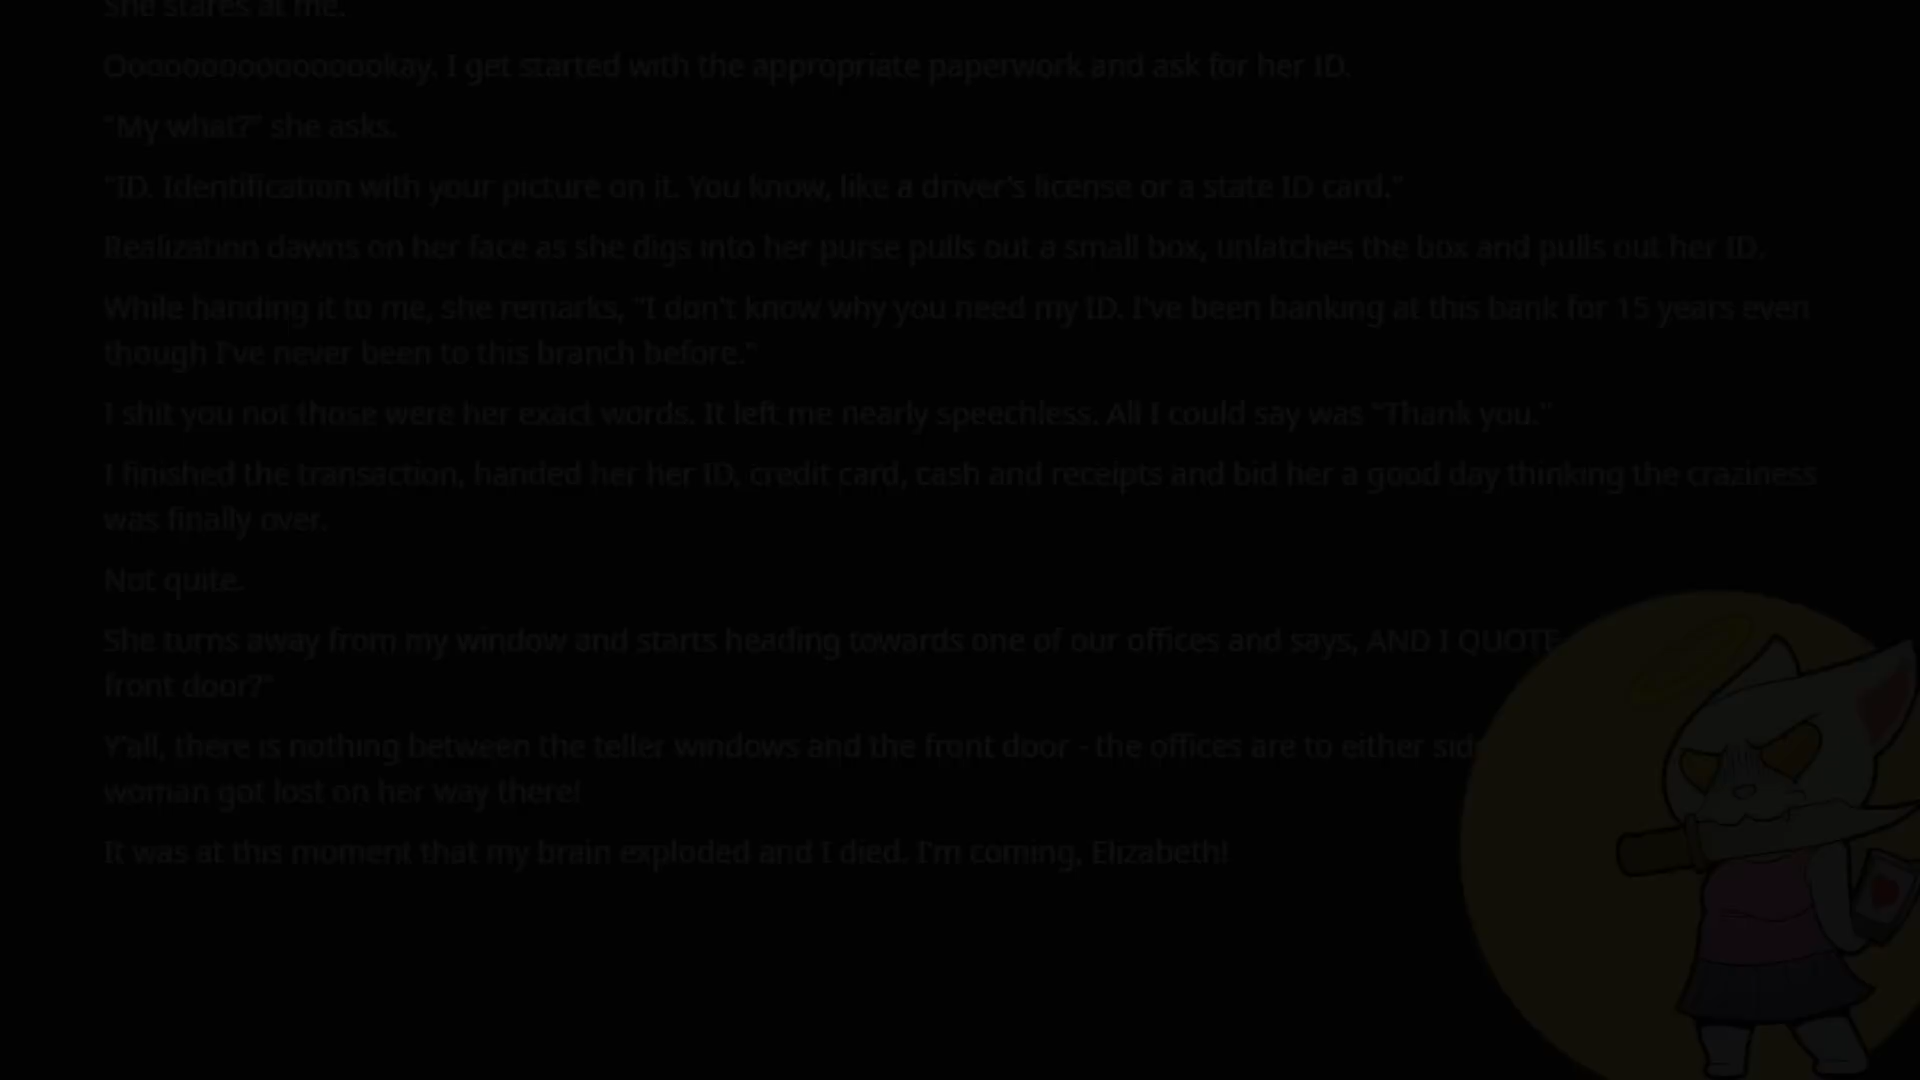 She stares at me.
Ooooooooooooooookay. I get started with the appropriate paperwork and ask for her ID.
"My what?" she asks.
"ID. Identification with your picture on it. You know, like a driver's license or a state ID card."
Realization dawns on her face as she digs into her purse pulls out a small box, unlatches the box and pulls out her ID.
While handing it to me, she remarks, "I don't know why you need my ID. I've been banking at this bank for 15 years even
though I've never been to this branch before."
I shit you not those were her exact words. It left me nearly speechless. All I could say was "Thank you."
I finished the transaction, handed her her ID, credit card, cash and receipts and bid her a good day thinking the craziness
was finally over.
Not quite.
She turns away from my window and starts heading towards one of our offices and says, AND I QUOTE
front door?"
Y'all, there is nothing between the teller windows and the front door - the offices are to either
woman got lost on her way there!
It was at this moment that my brain exploded and I died. I'm coming, Elizabeth!